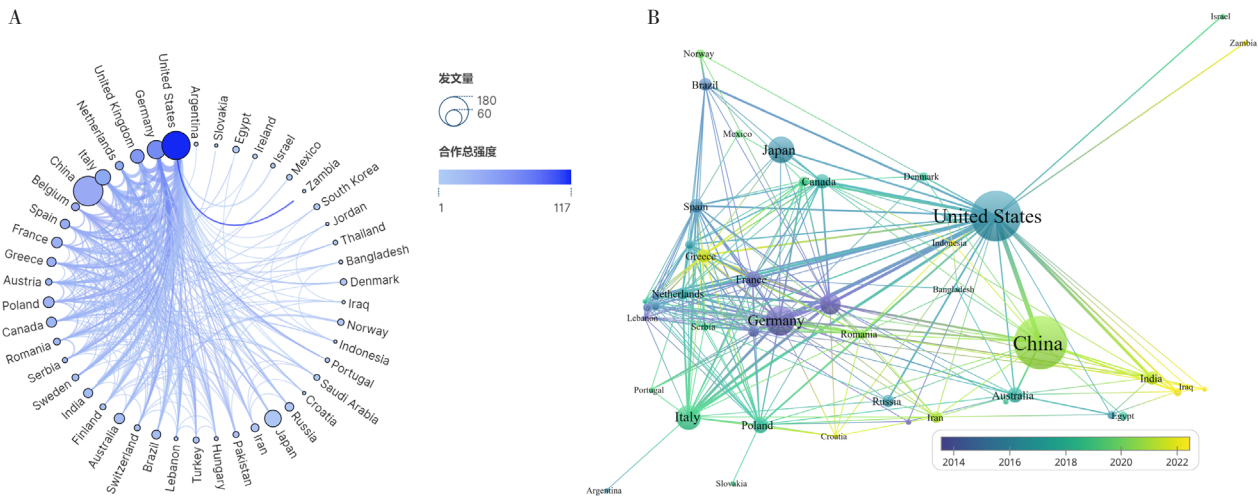 A
United States
Argentina
Slovakia
Egypt
Ireland
Israel
Mexico
Zambia
South Korea
Jordan
Thailand
Bangladesh
Denmark
Iraq
Norway
Indonesia
Portugal
Saudi Arabia
Croatia
Russia
Japan
Iran
Pakistan
Hungary
Turkey
Lebanon
Brazil
Switzerland
Australia
Finland
India
Sweden
Serbia
Romania
Canada
Poland
Austria
Greece
France
Spain
Belgium
China
Italy
Netherlands
United Kingdom
Germany
发文量
180
60
合作总强度
1
117
B
Israel
Zambia
Norway
Brazil
Mexico
Japan
Canada
Denmark
Spain
United States
Indonesia
Greece
France
Netherlands
Bangladesh
Lebanon
Germany
Serbia
Romania
China
India
Iraq
Portugal
Russia
Australia
Italy
Poland
Iran
Egypt
Croatia
Slovakia
Argentina
2014
2016
2018
2020
2022